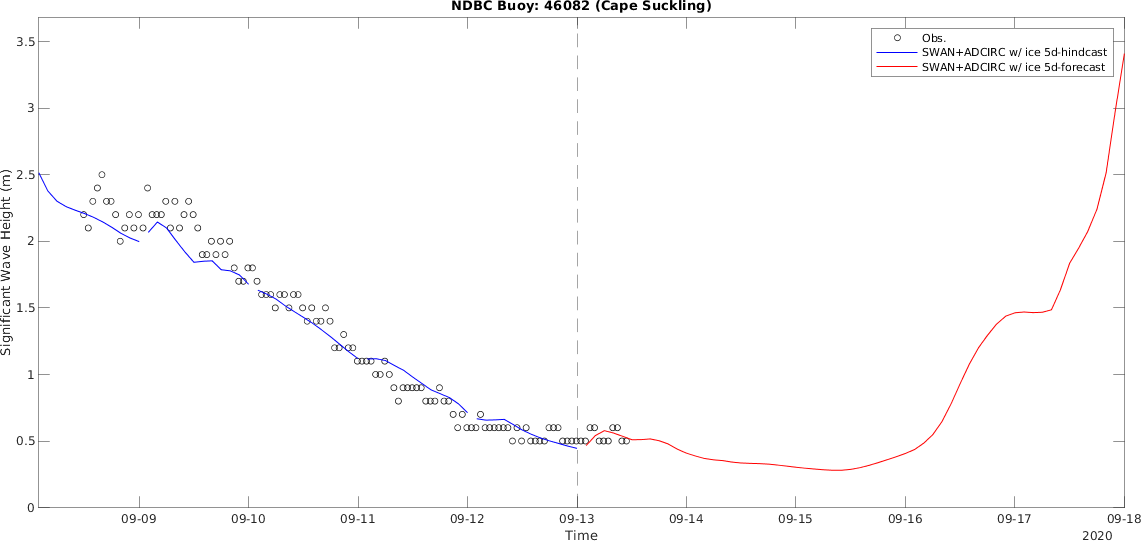 NDBC Buoy: 46082 (Cape Suckling)
Obs.
SWAN+ADCIRC w/ ice 5d-hindcast
SWAN+ADCIRC w/ ice 5d-forecast
Significant Wave Height (m)
3.5
3
2.5
2
1.5
1
0.5
0
09-09 09-10 09-11 09-12 09-13 09-14 09-15 09-16 09-17 09-18
Time
2020